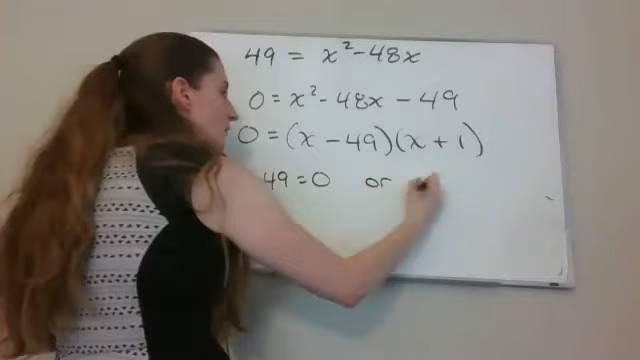 49 = x² - 48x
0 = x² - 48x - 49
0 = (x - 49)(x + 1)
49 = 0 or